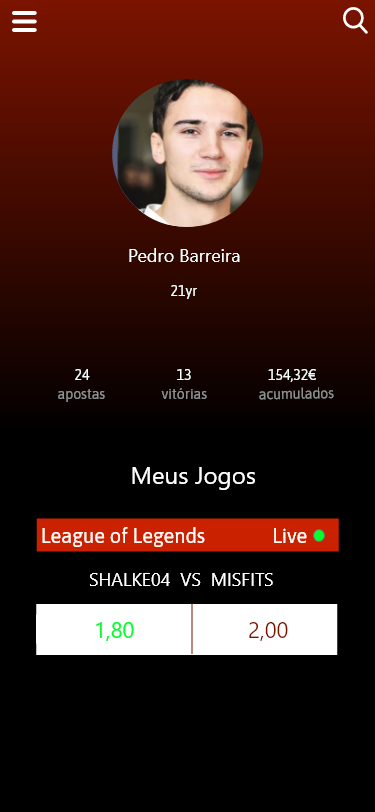 Pedro Barreira
21yr
24 13 154,32€
apostas vitórias acumulados
Meus Jogos
League of Legends Live
SHALKE04 VS MISFITS
1,80 2,00